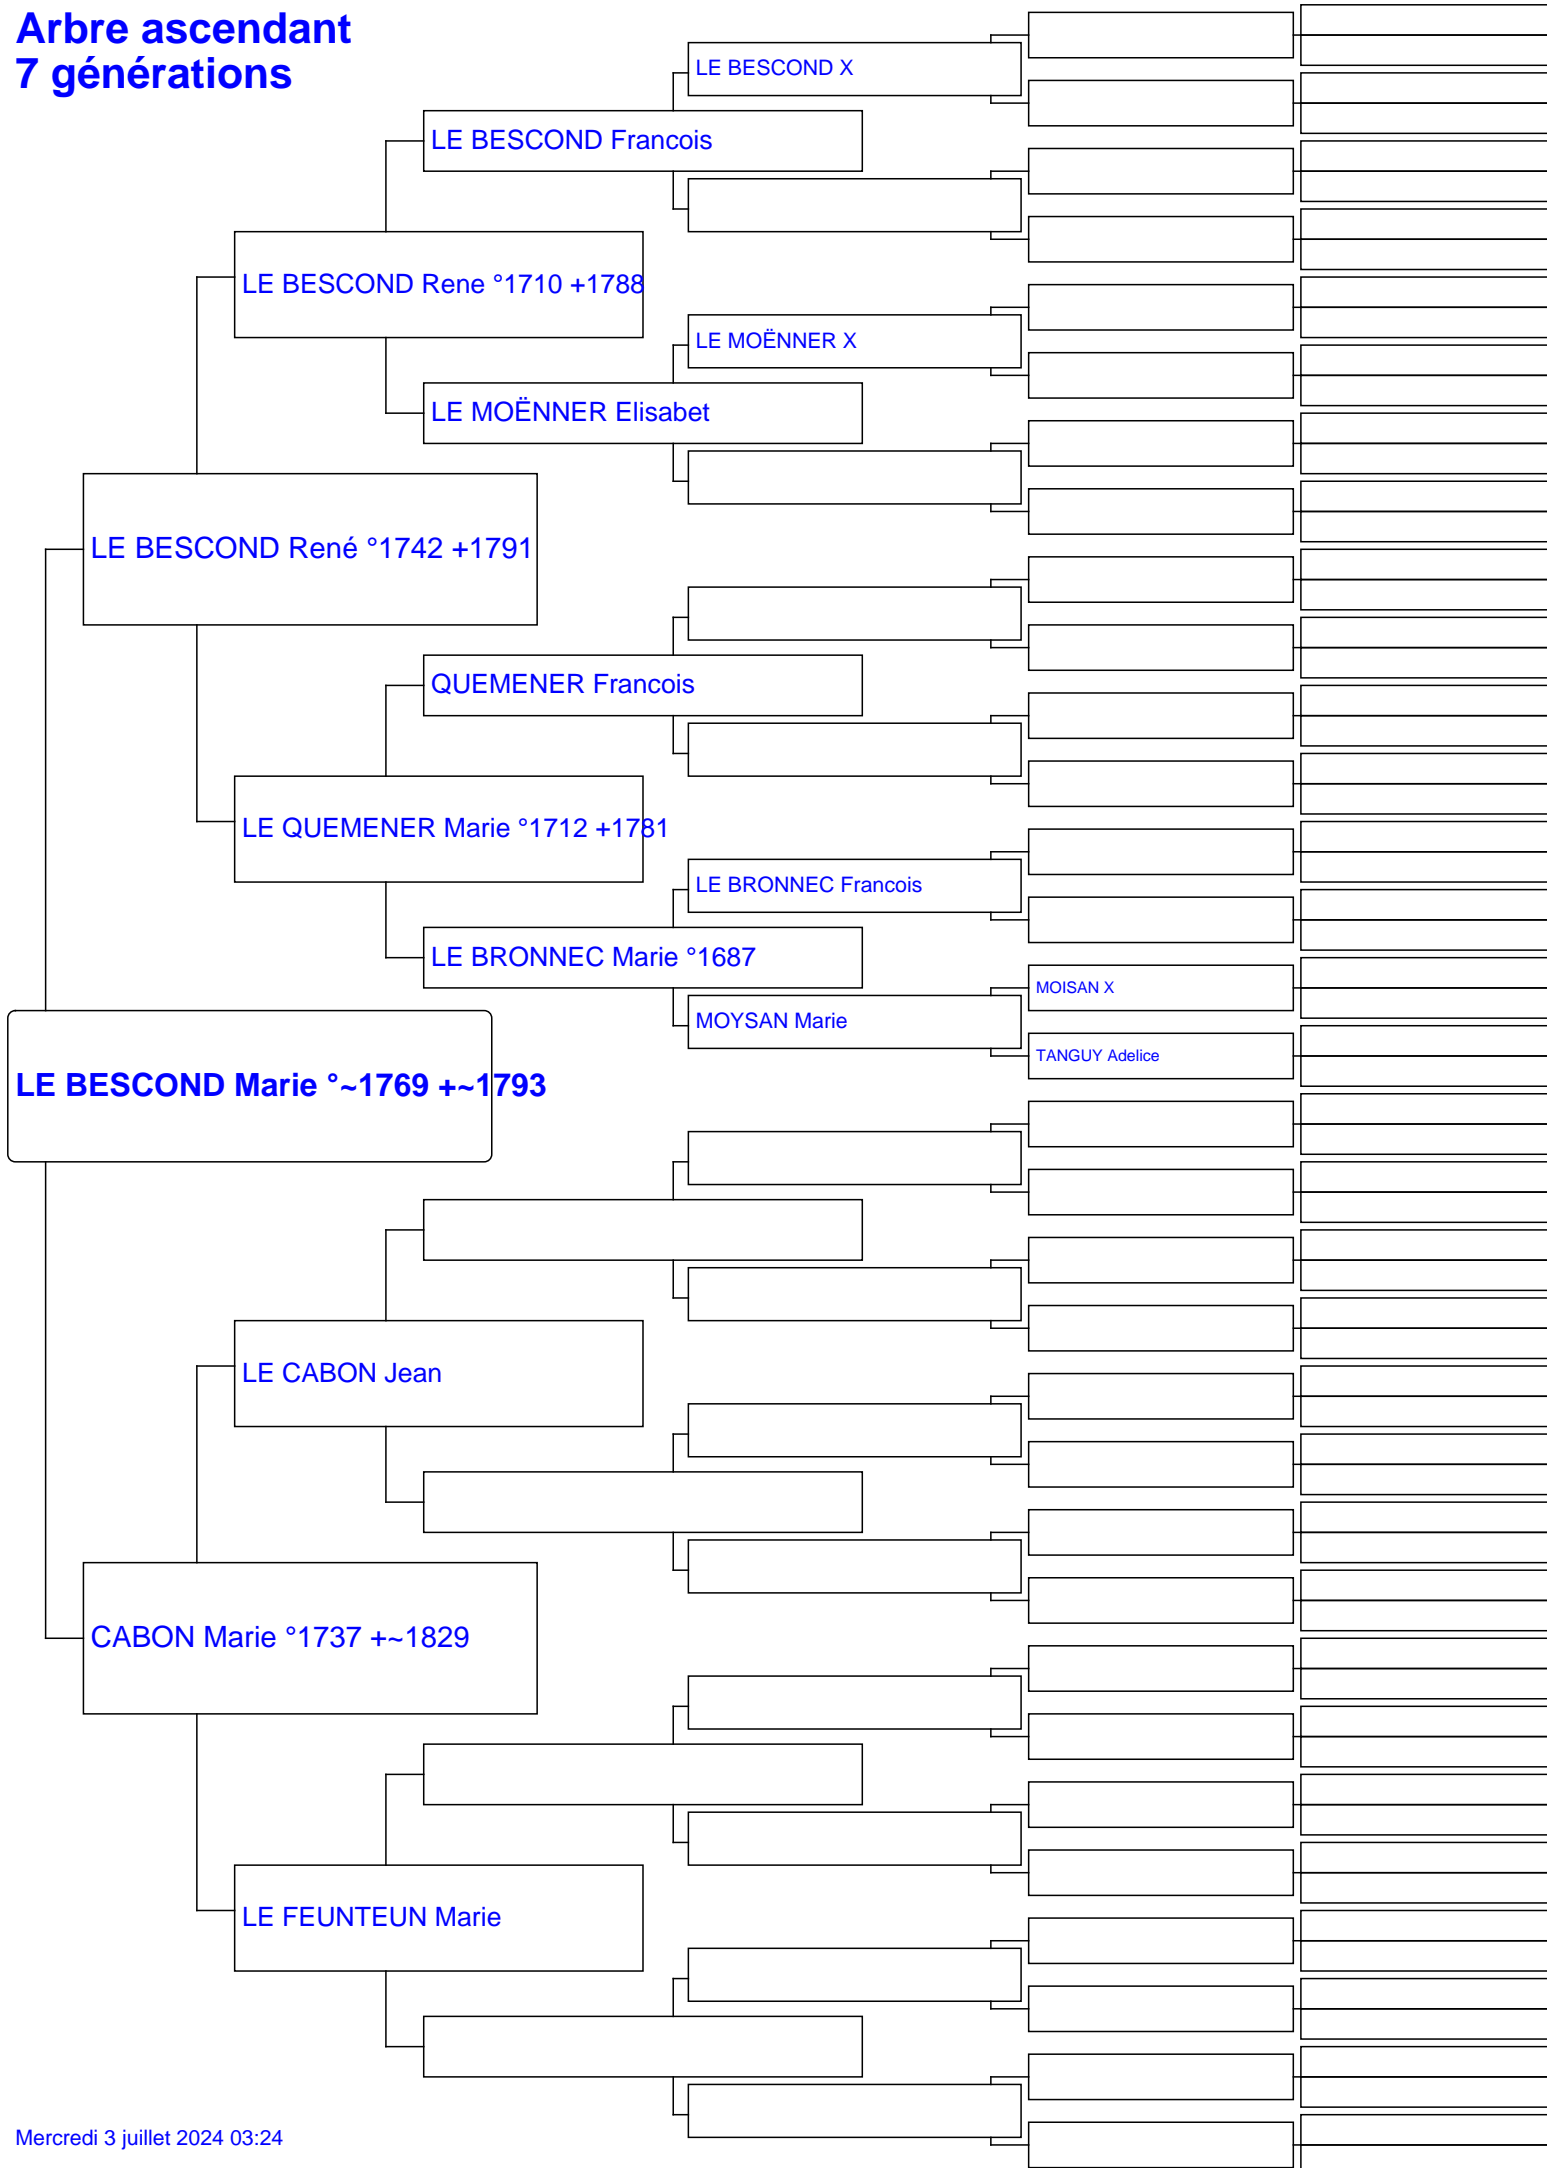 Arbre ascendant
7 générations
LE BESCOND X
LE BESCOND Francois
LE BESCOND Rene °1710 +1788
LE MOËNNER X
LE MOËNNER Elisabet
LE BESCOND René °1742 +1791
QUEMENER Francois
LE QUEMENER Marie °1712 +1781
LE BRONNEC Francois
LE BRONNEC Marie °1687
MOISAN X
MOYSAN Marie
TANGUY Adelice
LE BESCOND Marie °~1769 +~1793
LE CABON Jean
CABON Marie °1737 +~1829
LE FEUNTEUN Marie
Mercredi 3 juillet 2024 03:24